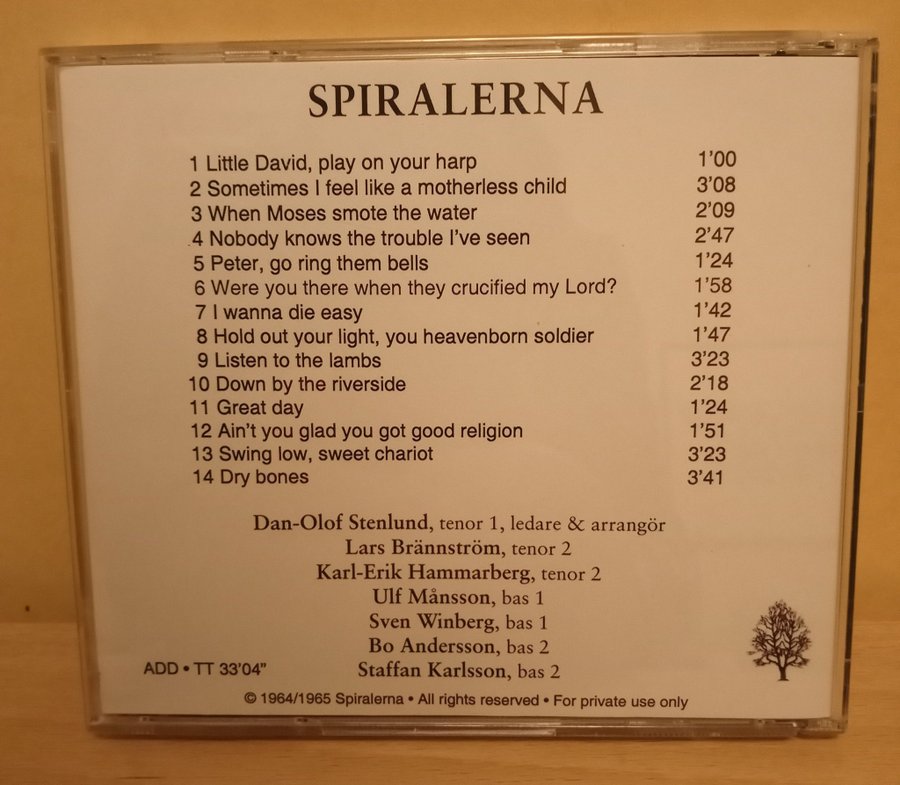 SPIRALERNA
1 Little David, play on your harp 1'00
2 Sometimes I feel like a motherless child 3'08
3 When Moses smote the water 2'09
4 Nobody knows the trouble I've seen 2'47
5 Peter, go ring them bells 1'24
6 Were you there when they crucified my Lord? 1'58
7 I wanna die easy 1'42
8 Hold out your light, you heavenborn soldier 1'47
9 Listen to the lambs 3'23
10 Down by the riverside 2'18
11 Great day 1'24
12 Ain't you glad you got good religion 1'51
13 Swing low, sweet chariot 3'23
14 Dry bones 3'41
Dan-Olof Stenlund, tenor 1, ledare & arrangör
Lars Brännström, tenor 2
Karl-Erik Hammarberg, tenor 2
Ulf Månsson, bas 1
Sven Winberg, bas 1
Bo Andersson, bas 2
Staffan Karlsson, bas 2
ADD • TT 33'04"
© 1964/1965 Spiralerna • All rights reserved • For private use only